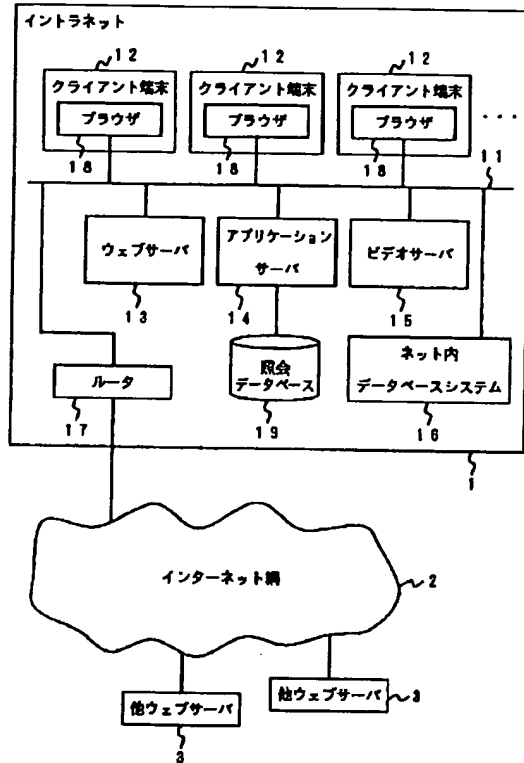 イントラネット
12 12 12
クライアント端末 クライアント端末 クライアント端末
ブラウザ ブラウザ ブラウザ
・・・
18 18 18 11
ウェブサーバ アプリケーション ビデオサーバ
サーバ
13 14 15
ルータ 照会 ネット内
データベース データベースシステム
17 19 16
1
インターネット網 2
他ウェブサーバ 他ウェブサーバ 3
3